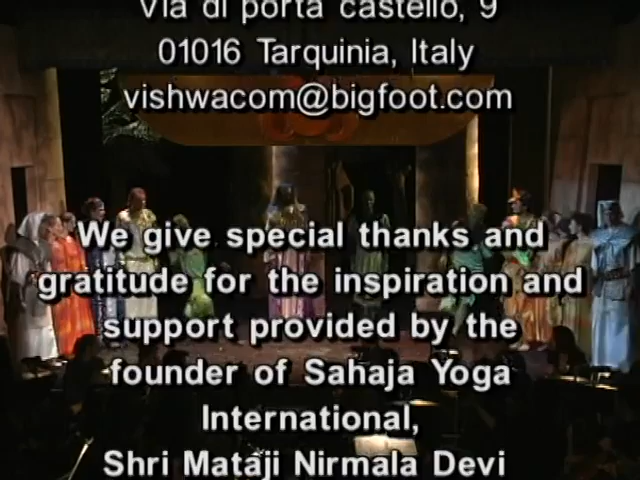 Via di porta castello, 9
01016 Tarquinia, Italy
vishwacom@bigfoot.com
We give special thanks and
gratitude for the inspiration and
support provided by the
founder of Sahaja Yoga
International,
Shri Mataji Nirmala Devi